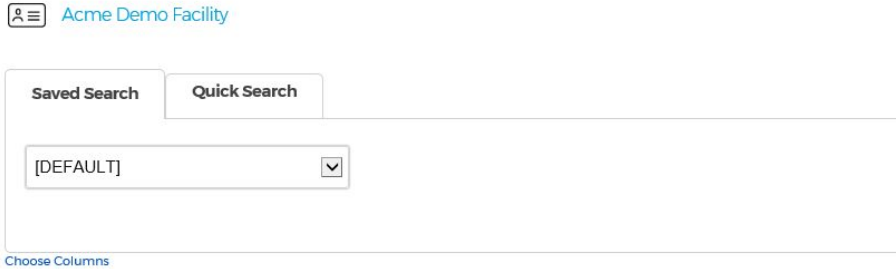 Acme Demo Facility
Saved Search
Quick Search
[DEFAULT]
Choose Columns